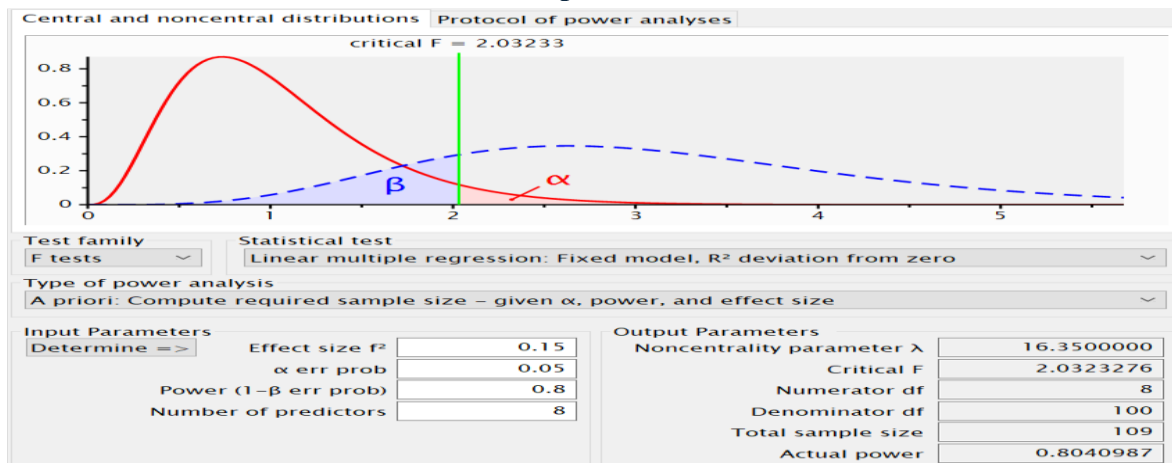 Central and noncentral distributions Protocol of power analyses
critical F = 2.03233
0.8
0.6
0.4
0.2
0
β
α
0 1 2 3 4 5
Test family Statistical test
F tests Linear multiple regression: Fixed model, R² deviation from zero
Type of power analysis
A priori: Compute required sample size – given α, power, and effect size
Input Parameters Output Parameters
Determine => Effect size f² 0.15 Noncentrality parameter λ 16.3500000
α err prob 0.05 Critical F 2.0323276
Power (1–β err prob) 0.8 Numerator df 8
Number of predictors 8 Denominator df 100
Total sample size 109
Actual power 0.8040987